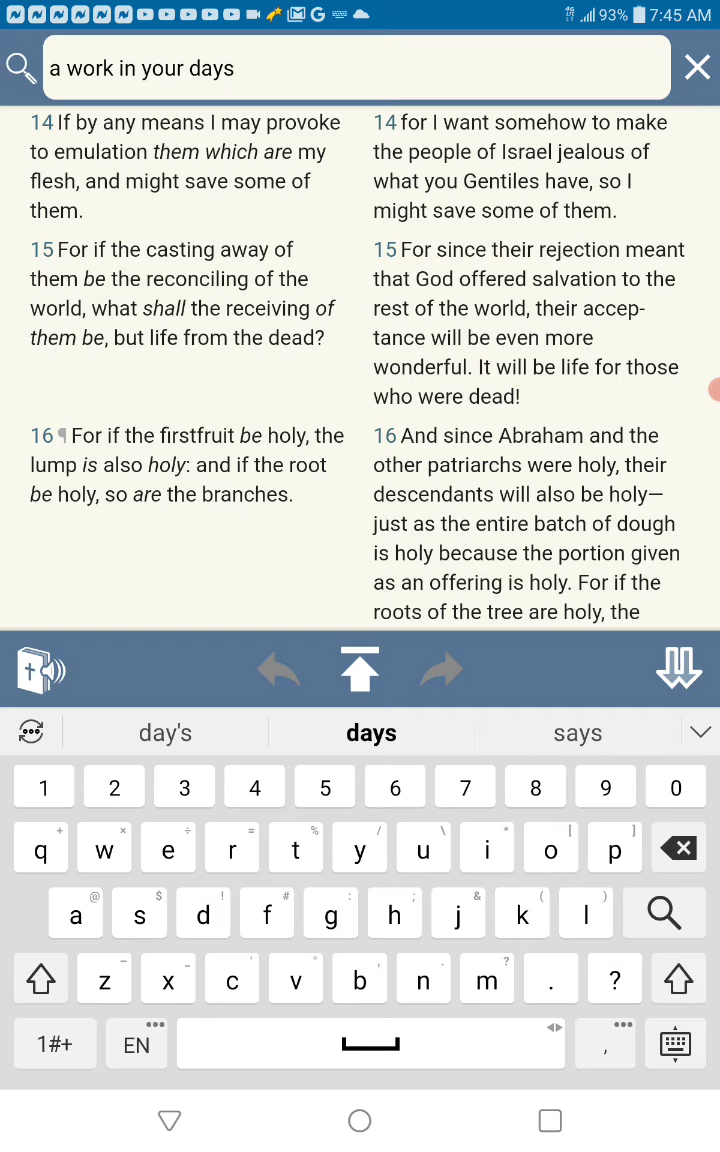 4G 93% 7:45 AM
a work in your days
14 If by any means I may provoke
to emulation them which are my
flesh, and might save some of
them.
15 For if the casting away of
them be the reconciling of the
world, what shall the receiving of
them be, but life from the dead?
16 ¶ For if the firstfruit be holy, the
lump is also holy: and if the root
be holy, so are the branches.
14 for I want somehow to make
the people of Israel jealous of
what you Gentiles have, so I
might save some of them.
15 For since their rejection meant
that God offered salvation to the
rest of the world, their accep-
tance will be even more
wonderful. It will be life for those
who were dead!
16 And since Abraham and the
other patriarchs were holy, their
descendants will also be holy—
just as the entire batch of dough
is holy because the portion given
as an offering is holy. For if the
roots of the tree are holy, the
day's days says
1 2 3 4 5 6 7 8 9 0
+ × ÷ = % / \ * [ ]
q w e r t y u i o p
@ $ ! # : ; & ( )
a s d f g h j k l
z x c v b n m . ?
1#+ EN ,